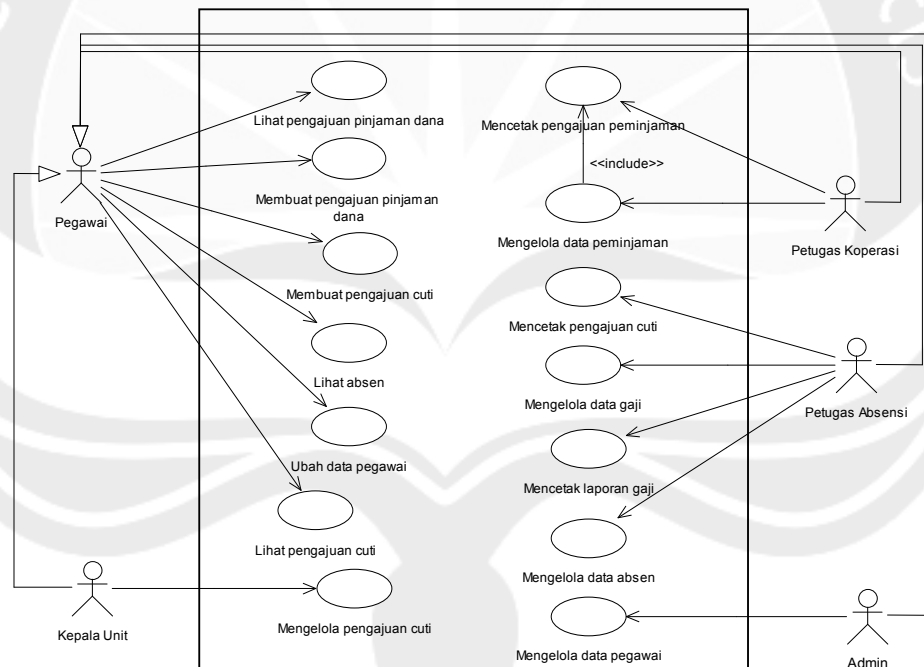 Lihat pengajuan pinjaman dana
Mencetak pengajuan peminjaman
<<include>>
Pegawai
Membuat pengajuan pinjaman
dana
Mengelola data peminjaman
Petugas Koperasi
Membuat pengajuan cuti
Mencetak pengajuan cuti
Lihat absen
Mengelola data gaji
Petugas Absensi
Ubah data pegawai
Mencetak laporan gaji
Lihat pengajuan cuti
Mengelola data absen
Kepala Unit
Mengelola pengajuan cuti
Mengelola data pegawai
Admin